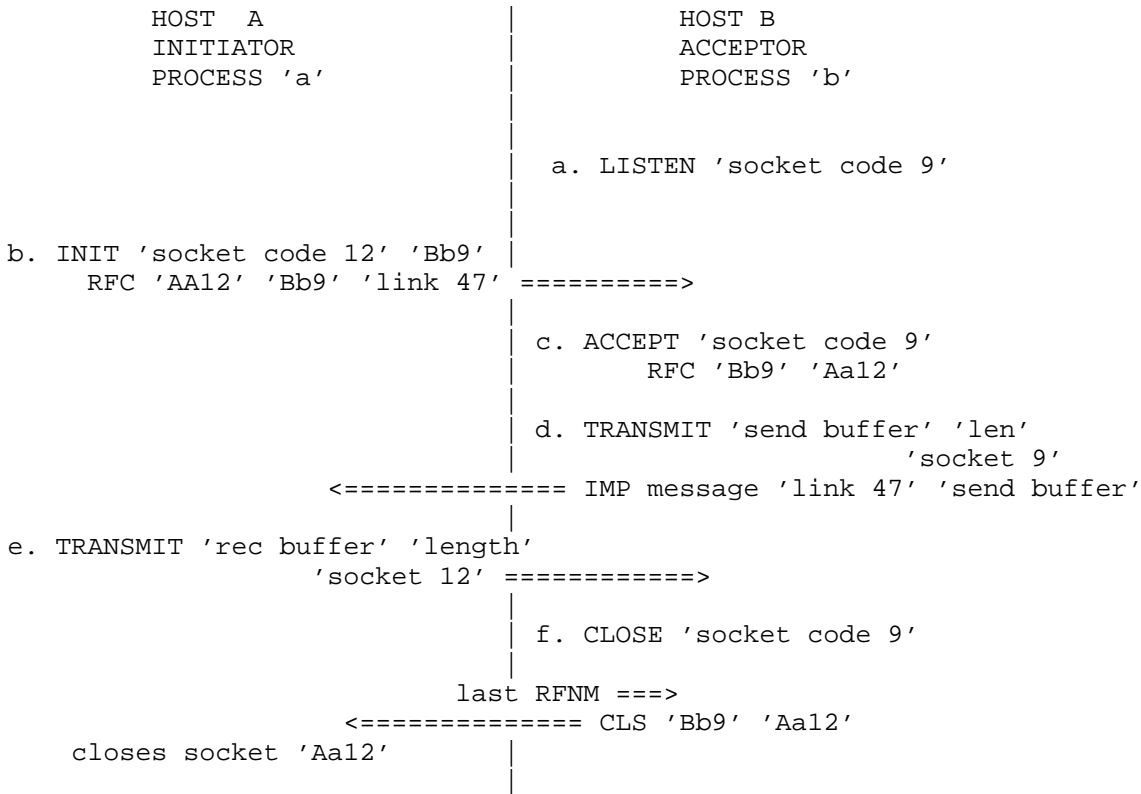 HOST A HOST B
INITIATOR ACCEPTOR
PROCESS ’a’ PROCESS ’b’
a. LISTEN ’socket code 9’
b. INIT ’socket code 12’ ’Bb9’
RFC ’AA12’ ’Bb9’ ’link 47’ ==========>
c. ACCEPT ’socket code 9’
RFC ’Bb9’ ’Aa12’
d. TRANSMIT ’send buffer’ ’len’
’socket 9’
<============== IMP message ’link 47’ ’send buffer’
e. TRANSMIT ’rec buffer’ ’length’
’socket 12’ ============>
f. CLOSE ’socket code 9’
last RFNM ===>
<============== CLS ’Bb9’ ’Aa12’
closes socket ’Aa12’